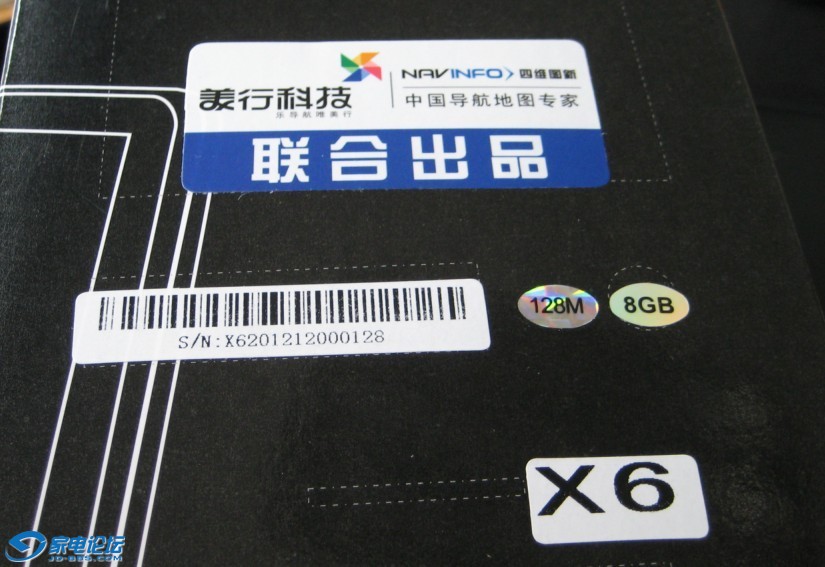 美行科技
乐导航唯美行
NAVINFO 四维图新
中国导航地图专家
联合出品
S/N:X6201212000128
128M
8GB
X6
家电论坛
JD-BBS.COM